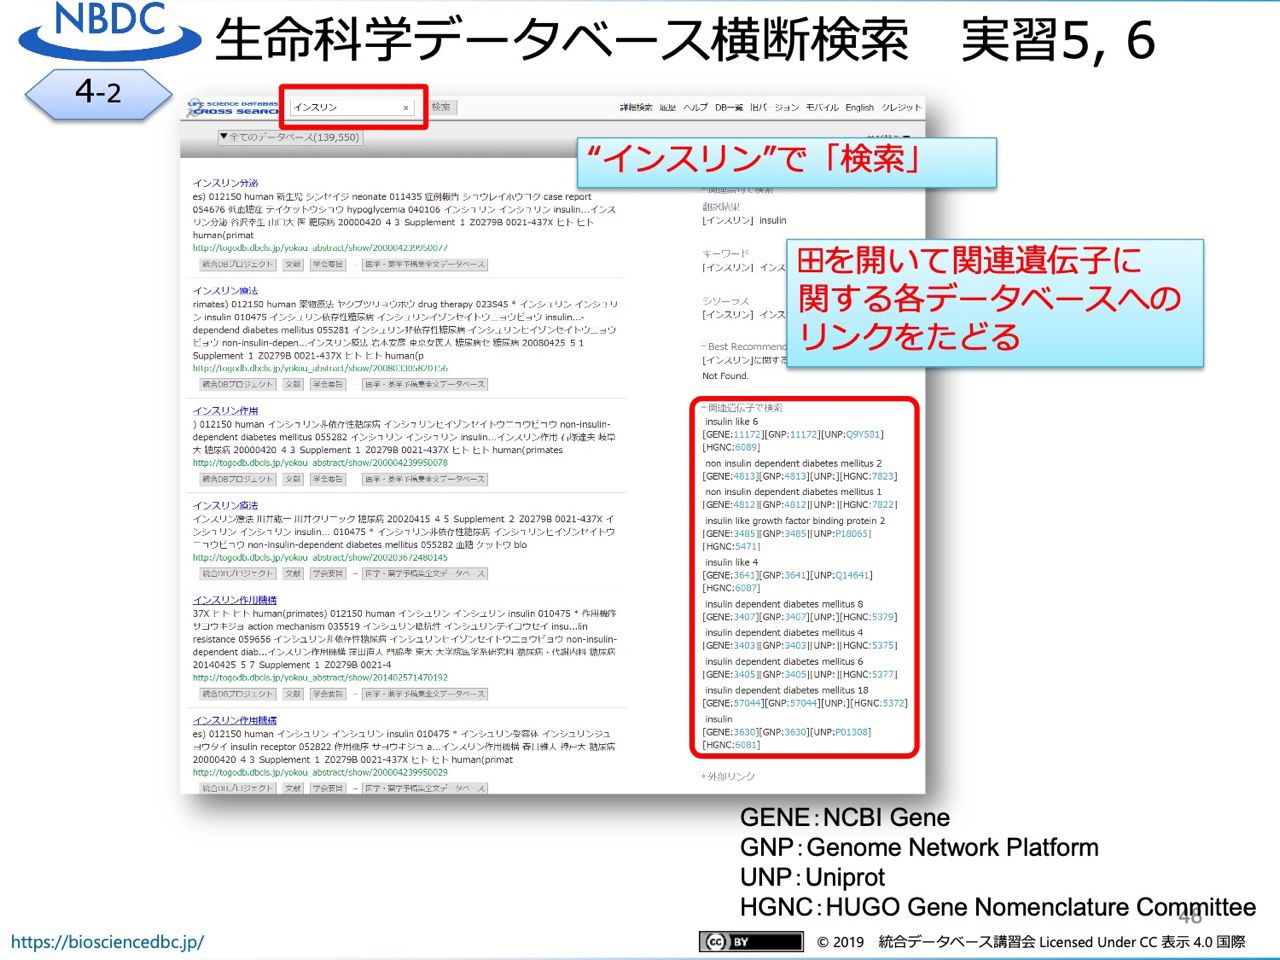 NBDC
生命科学データベース横断検索　実習5, 6
4-2
CROSS SEARCH
インスリン
×
検索
詳細検索 履歴 ヘルプ DB一覧 旧バージョン モバイル English クレジット
▼全てのデータベース(139,550)
“インスリン”で「検索」
インスリン分泌
es) 012150 human 新生児 シンセイジ neonate 011435 症例報告 ショウレイホウコク case report
054676 低血糖症 テイケットウショウ hypoglycemia 040106 インシュリン インシュリン insulin...インス
リン分泌 谷沢幸生 山口大 医 糖尿病 20000420 4 3 Supplement 1 Z0279B 0021-437X ヒト ヒト
human(primat
http://togodb.dbcls.jp/yokou_abstract/show/200004239950077
統合DBプロジェクト 文献 学会要旨 － 医学・薬学予稿集全文データベース
インスリン療法
rimates) 012150 human 薬物療法 ヤクブツリョウホウ drug therapy 023545 * インシュリン インシュリ
ン insulin 010475 インシュリン依存性糖尿病 インシュリンイゾンセイトウニョウビョウ insulin...-
dependend diabetes mellitus 055281 インシュリン非依存性糖尿病 インシュリンヒイゾンセイトウニョウ
ビョウ non-insulin-depen...インスリン療法 岩本安彦 東京女医大 糖尿病セ 糖尿病 20080425 5 1
Supplement 1 Z0279B 0021-437X ヒト ヒト human(p
http://togodb.dbcls.jp/yokou_abstract/show/200803305820156
統合DBプロジェクト 文献 学会要旨 － 医学・薬学予稿集全文データベース
インスリン作用
) 012150 human インシュリン非依存性糖尿病 インシュリンヒイゾンセイトウニョウビョウ non-insulin-
dependent diabetes mellitus 055282 インシュリン インシュリン insulin...インスリン作用 石塚達夫 岐阜
大 糖尿病 20000420 4 3 Supplement 1 Z0279B 0021-437X ヒト ヒト human(primates
http://togodb.dbcls.jp/yokou_abstract/show/200004239950078
統合DBプロジェクト 文献 学会要旨 － 医学・薬学予稿集全文データベース
インスリン療法
インスリン療法 川井紘一 川井クリニック 糖尿病 20020415 4 5 Supplement 2 Z0279B 0021-437X イ
ンシュリン インシュリン insulin... 010475 * インシュリン非依存性糖尿病 インシュリンヒイゾンセイトウ
ニョウビョウ non-insulin-dependent diabetes mellitus 055282 血糖 ケットウ blo
http://togodb.dbcls.jp/yokou_abstract/show/200203672480145
統合DBプロジェクト 文献 学会要旨 － 医学・薬学予稿集全文データベース
インスリン作用機構
37X ヒト ヒト human(primates) 012150 human インシュリン インシュリン insulin 010475 * 作用機序
サヨウキジョ action mechanism 035519 インシュリン抵抗性 インシュリンテイコウセイ insu...lin
resistance 059656 インシュリン非依存性糖尿病 インシュリンヒイゾンセイトウニョウビョウ non-insulin-
dependent diab...インスリン作用機構 窪田直人 門脇孝 東大 大学院医学系研究科 糖尿病・代謝内科 糖尿病
20140425 5 7 Supplement 1 Z0279B 0021-4
http://togodb.dbcls.jp/yokou_abstract/show/201402571470192
統合DBプロジェクト 文献 学会要旨 － 医学・薬学予稿集全文データベース
インスリン作用機構
es) 012150 human インシュリン インシュリン insulin 010475 * インシュリン受容体 インシュリンジュ
ヨウタイ insulin receptor 052822 作用機序 サヨウキジョ a...インスリン作用機構 春日雅人 神戸大 糖尿病
20000420 4 3 Supplement 1 Z0279B 0021-437X ヒト ヒト human(primat
http://togodb.dbcls.jp/yokou_abstract/show/200004239950029
統合DBプロジェクト 文献 学会要旨 － 医学・薬学予稿集全文データベース
翻訳結果
[インスリン] insulin
キーワード
[インスリン] インス
シソーラス
[インスリン] インス
－Best Recommend
[インスリン]に関す
Not Found.
田を開いて関連遺伝子に
関する各データベースへの
リンクをたどる
－関連遺伝子で検索
insulin like 6
[GENE:11172][GNP:11172][UNP:Q9Y581]
[HGNC:6089]
non insulin dependent diabetes mellitus 2
[GENE:4813][GNP:4813][UNP:][HGNC:7823]
non insulin dependent diabetes mellitus 1
[GENE:4812][GNP:4812][UNP:][HGNC:7822]
insulin like growth factor binding protein 2
[GENE:3485][GNP:3485][UNP:P18065]
[HGNC:5471]
insulin like 4
[GENE:3641][GNP:3641][UNP:Q14641]
[HGNC:6087]
insulin dependent diabetes mellitus 8
[GENE:3407][GNP:3407][UNP:][HGNC:5379]
insulin dependent diabetes mellitus 4
[GENE:3403][GNP:3403][UNP:][HGNC:5375]
insulin dependent diabetes mellitus 6
[GENE:3405][GNP:3405][UNP:][HGNC:5377]
insulin dependent diabetes mellitus 18
[GENE:57044][GNP:57044][UNP:][HGNC:5372]
insulin
[GENE:3630][GNP:3630][UNP:P01308]
[HGNC:6081]
+外部リンク
GENE：NCBI Gene
GNP：Genome Network Platform
UNP：Uniprot
HGNC：HUGO Gene Nomenclature Committee
48
https://biosciencedbc.jp/
cc BY
© 2019　統合データベース講習会 Licensed Under CC 表示 4.0 国際